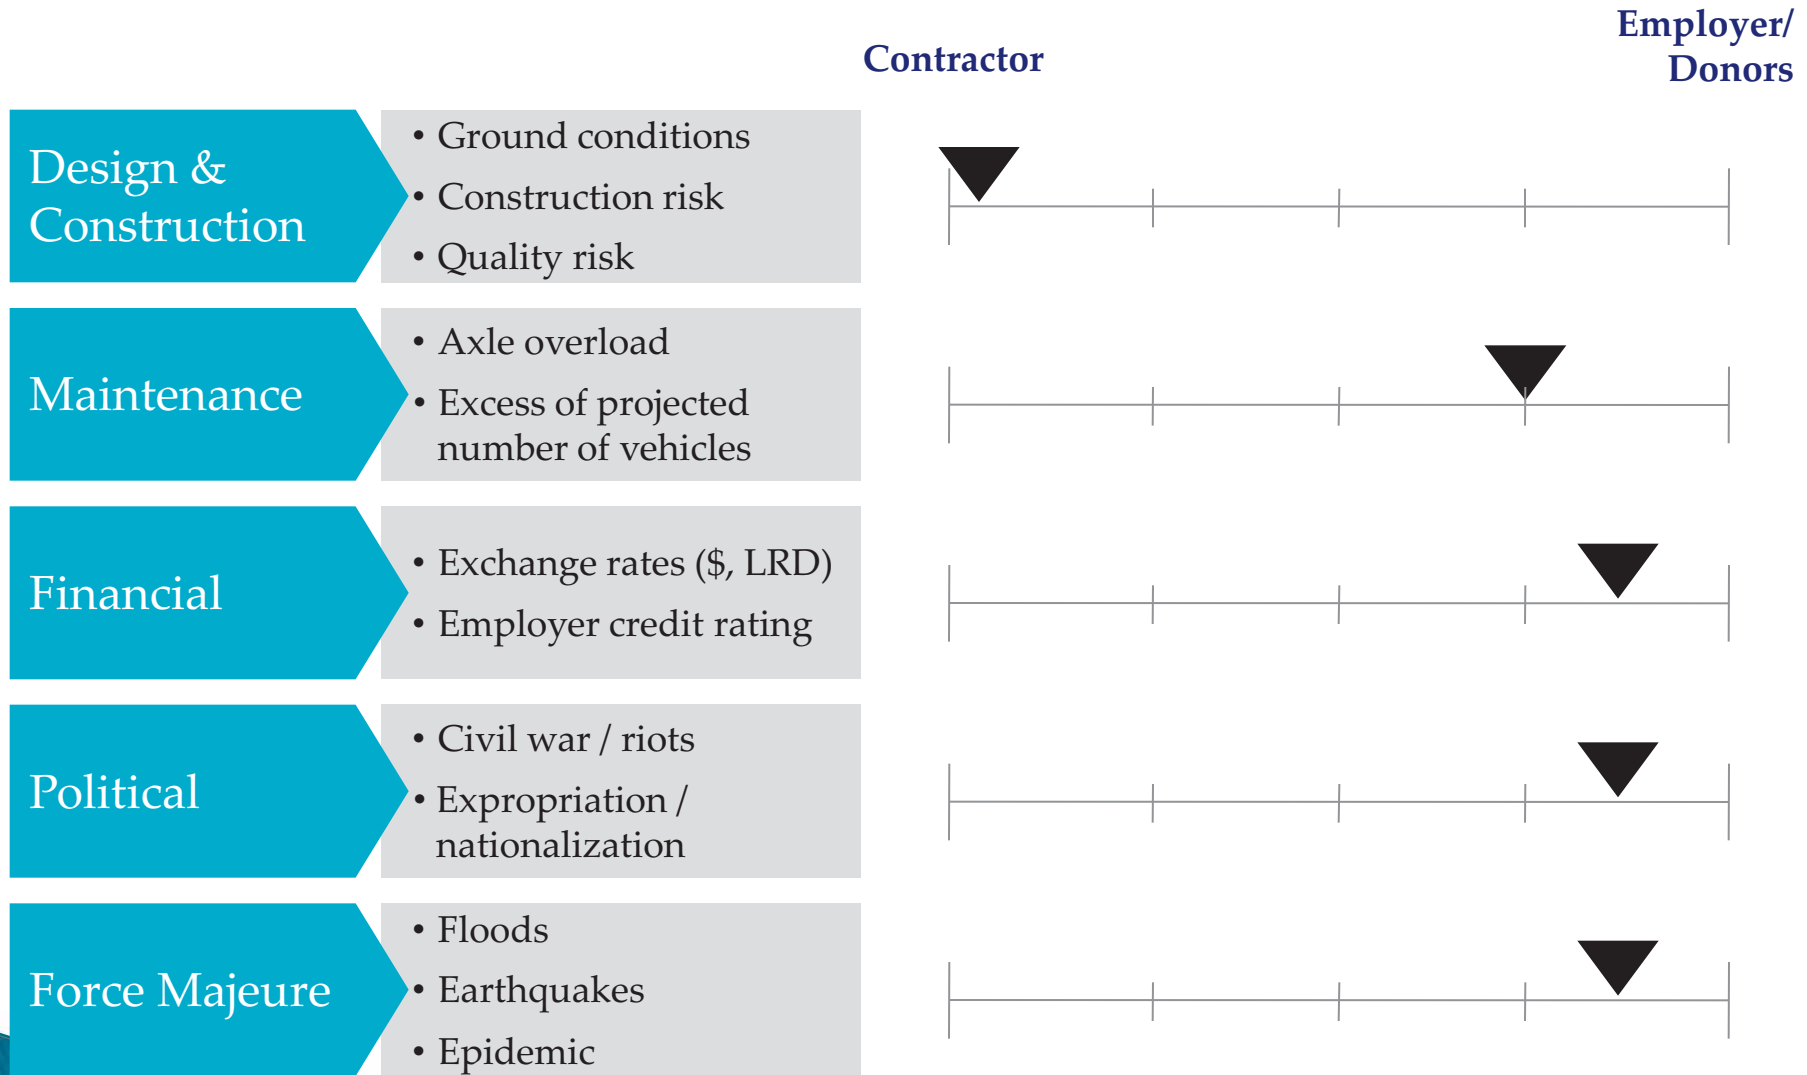 Contractor
Employer/
Donors
Design &
Construction
• Ground conditions
• Construction risk
• Quality risk
Maintenance
• Axle overload
• Excess of projected
number of vehicles
Financial
• Exchange rates ($, LRD)
• Employer credit rating
Political
• Civil war / riots
• Expropriation /
nationalization
Force Majeure
• Floods
• Earthquakes
• Epidemic